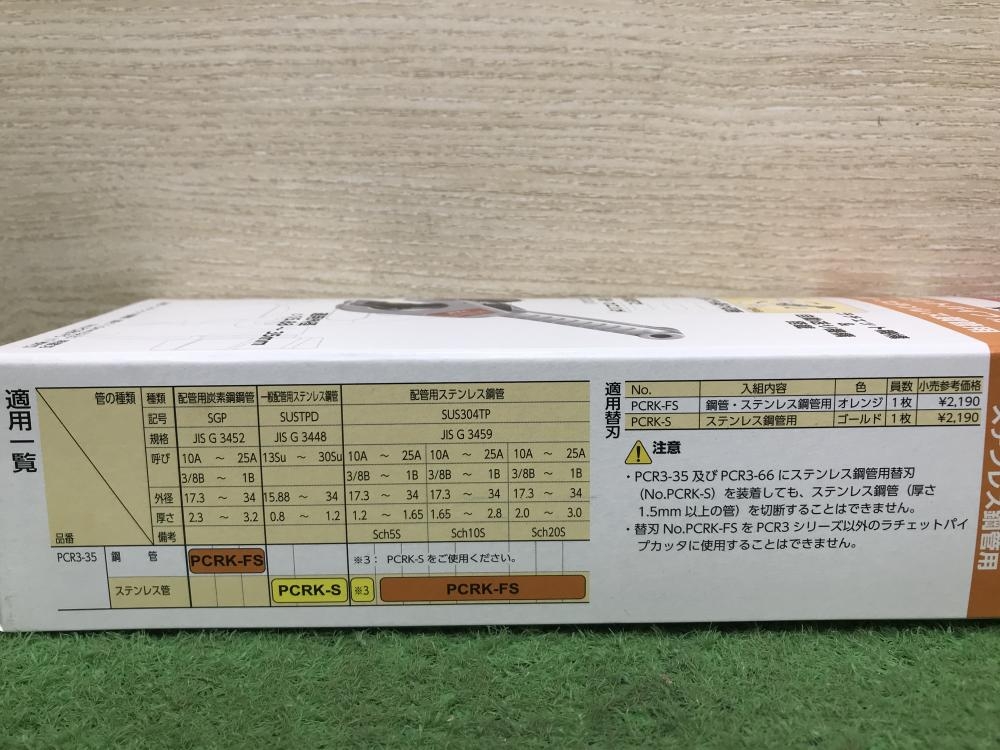 適用一覧
管の種類 種類 配管用炭素鋼鋼管 一般配管用ステンレス鋼管 配管用ステンレス鋼管
記号 SGP SUSTPD SUS304TP
規格 JIS G 3452 JIS G 3448 JIS G 3459
呼び 10A ～ 25A 13Su ～ 30Su 10A ～ 25A 10A ～ 25A 10A ～ 25A
3/8B ～ 1B 3/8B ～ 1B 3/8B ～ 1B 3/8B ～ 1B
外径 17.3 ～ 34 15.88 ～ 34 17.3 ～ 34 17.3 ～ 34 17.3 ～ 34
厚さ 2.3 ～ 3.2 0.8 ～ 1.2 1.2 ～ 1.65 1.65 ～ 2.8 2.0 ～ 3.0
品番 備考 Sch5S Sch10S Sch20S
PCR3-35 鋼 管 PCRK-FS ※3： PCRK-Sをご使用ください。
ステンレス管 PCRK-S ※3 PCRK-FS
適用替刃
No. 入組内容 色 員数 小売参考価格
PCRK-FS 鋼管・ステンレス鋼管用 オレンジ 1枚 ¥2,190
PCRK-S ステンレス鋼管用 ゴールド 1枚 ¥2,190
注意
・PCR3-35 及び PCR3-66 にステンレス鋼管用替刃
（No.PCRK-S）を装着しても、ステンレス鋼管（厚さ
1.5mm 以上の管）を切断することはできません。
・替刃 No.PCRK-FS を PCR3 シリーズ以外のラチェットパイ
プカッタに使用することはできません。
ステンレス鋼管用